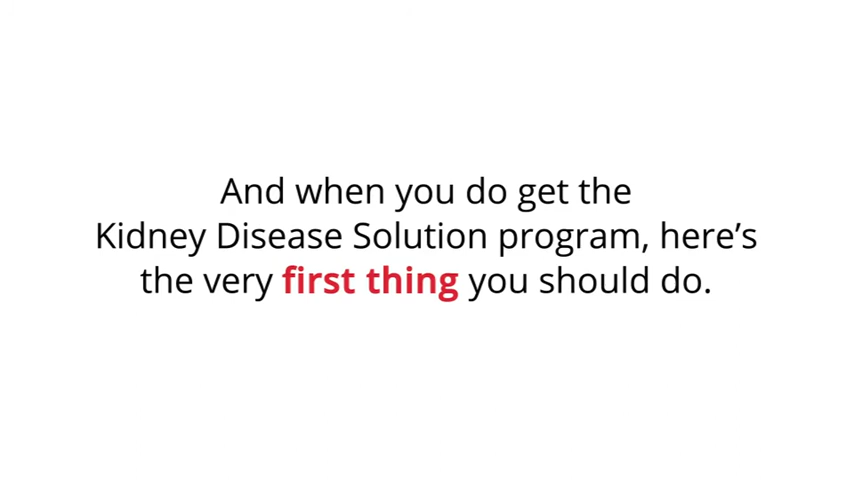 And when you do get the
Kidney Disease Solution program, here’s
the very first thing you should do.